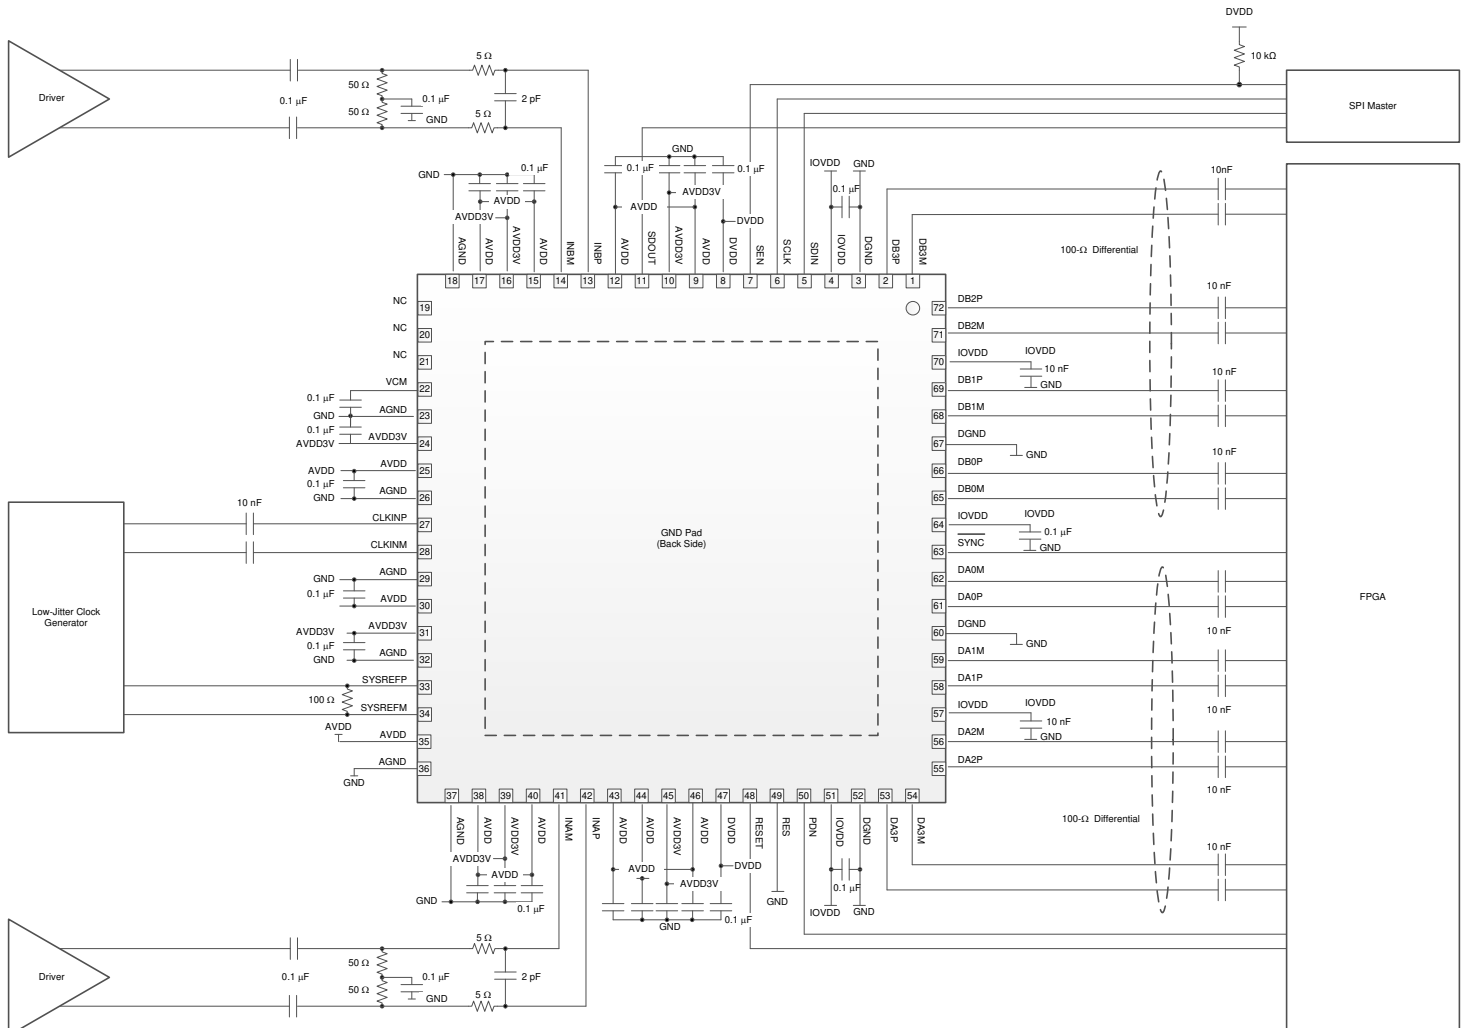 DVDD
10 kΩ
SPI Master
Driver
5 Ω
50 Ω
0.1 μF
0.1 μF
2 pF
50 Ω
GND
5 Ω
GND
0.1 μF
AVDD
AVDD3V
GND
0.1 μF
0.1 μF
AVDD3V
AVDD
DVDD
IOVDD
GND
0.1 μF
10nF
100-Ω Differential
AGND
AVDD
AVDD3V
AVDD
INBM
INBP
AVDD
SDOUT
AVDD3V
AVDD
DVDD
SEN
SCLK
SDIN
IOVDD
DGND
DB3P
DB3M
18
17
16
15
14
13
12
11
10
9
8
7
6
5
4
3
2
1
NC
19
NC
20
NC
21
VCM
22
0.1 μF
GND
AGND
23
0.1 μF
AVDD3V
AVDD3V
24
AVDD
AVDD
25
0.1 μF
GND
AGND
26
10 nF
CLKINP
27
CLKINM
28
GND
AGND
29
0.1 μF
AVDD
30
AVDD3V
AVDD3V
31
0.1 μF
GND
AGND
32
SYSREFP
33
100 Ω
SYSREFM
34
AVDD
AVDD
35
AGND
36
GND
Low-Jitter Clock
Generator
GND Pad
(Back Side)
72
DB2P
10 nF
71
DB2M
70
IOVDD
IOVDD
10 nF
GND
69
DB1P
10 nF
68
DB1M
67
DGND
GND
66
DB0P
10 nF
65
DB0M
64
IOVDD
IOVDD
0.1 μF
GND
63
SYNC
62
DA0M
61
DA0P
10 nF
60
DGND
GND
59
DA1M
58
DA1P
10 nF
57
IOVDD
IOVDD
10 nF
GND
56
DA2M
55
DA2P
10 nF
FPGA
37
38
39
40
41
42
43
44
45
46
47
48
49
50
51
52
53
54
AGND
AVDD
AVDD3V
AVDD
INAM
INAP
AVDD
AVDD
AVDD3V
AVDD
DVDD
RESET
RES
PDN
IOVDD
DGND
DA3P
DA3M
100-Ω Differential
10 nF
AVDD3V
AVDD
GND
0.1 μF
AVDD
AVDD3V
DVDD
0.1 μF
GND
GND
0.1 μF
IOVDD
GND
Driver
5 Ω
50 Ω
0.1 μF
0.1 μF
2 pF
50 Ω
GND
5 Ω